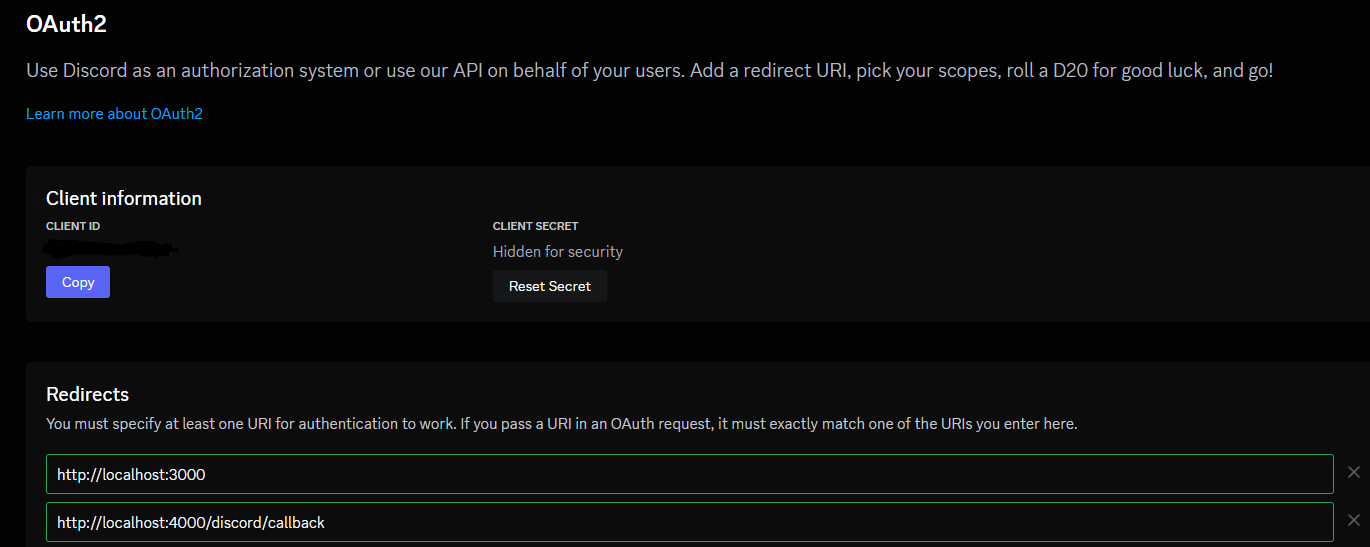 OAuth2
Use Discord as an authorization system or use our API on behalf of your users. Add a redirect URI, pick your scopes, roll a D20 for good luck, and go!
Learn more about OAuth2
Client information
CLIENT ID
CLIENT SECRET
Hidden for security
Copy
Reset Secret
Redirects
You must specify at least one URI for authentication to work. If you pass a URI in an OAuth request, it must exactly match one of the URIs you enter here.
http://localhost:3000
http://localhost:4000/discord/callback